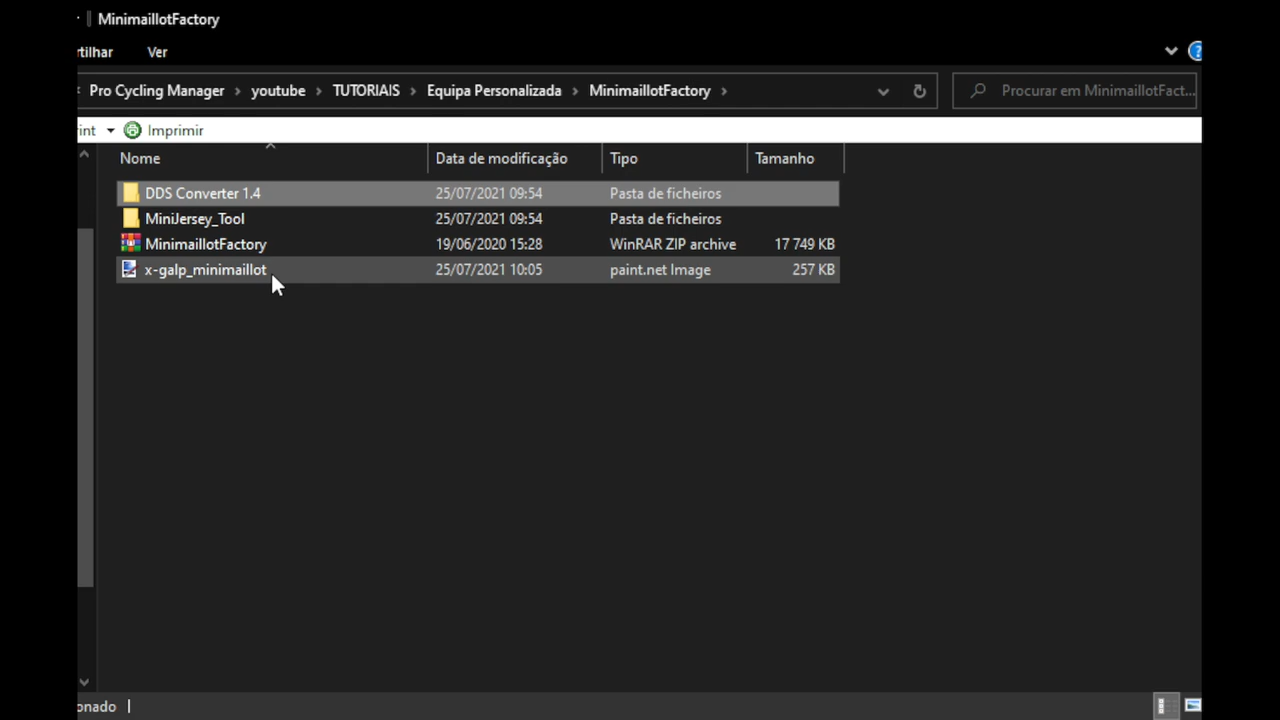 MinimaillotFactory
rtilhar Ver
Pro Cycling Manager › youtube › TUTORIAIS › Equipa Personalizada › MinimaillotFactory › Procurar em MinimaillotFact...
int Imprimir
Nome Data de modificação Tipo Tamanho
DDS Converter 1.4 25/07/2021 09:54 Pasta de ficheiros
MiniJersey_Tool 25/07/2021 09:54 Pasta de ficheiros
MinimaillotFactory 19/06/2020 15:28 WinRAR ZIP archive 17 749 KB
x-galp_minimaillot 25/07/2021 10:05 paint.net Image 257 KB
onado